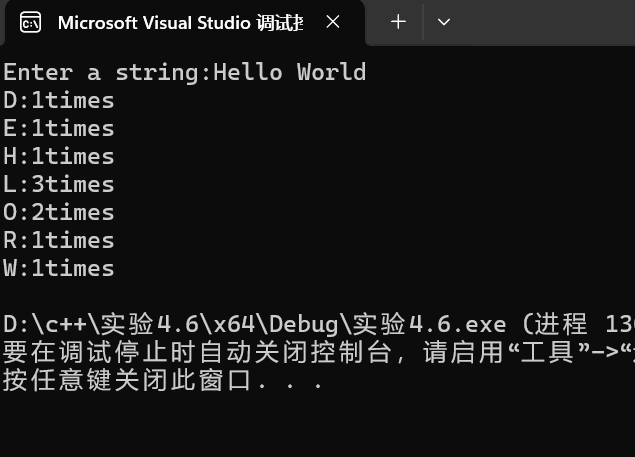 Microsoft Visual Studio 调试
Enter a string:Hello World
D:1times
E:1times
H:1times
L:3times
O:2times
R:1times
W:1times
D:\c++\实验4.6\x64\Debug\实验4.6.exe (进程 13
要在调试停止时自动关闭控制台，请启用“工具”->“
按任意键关闭此窗口. . .